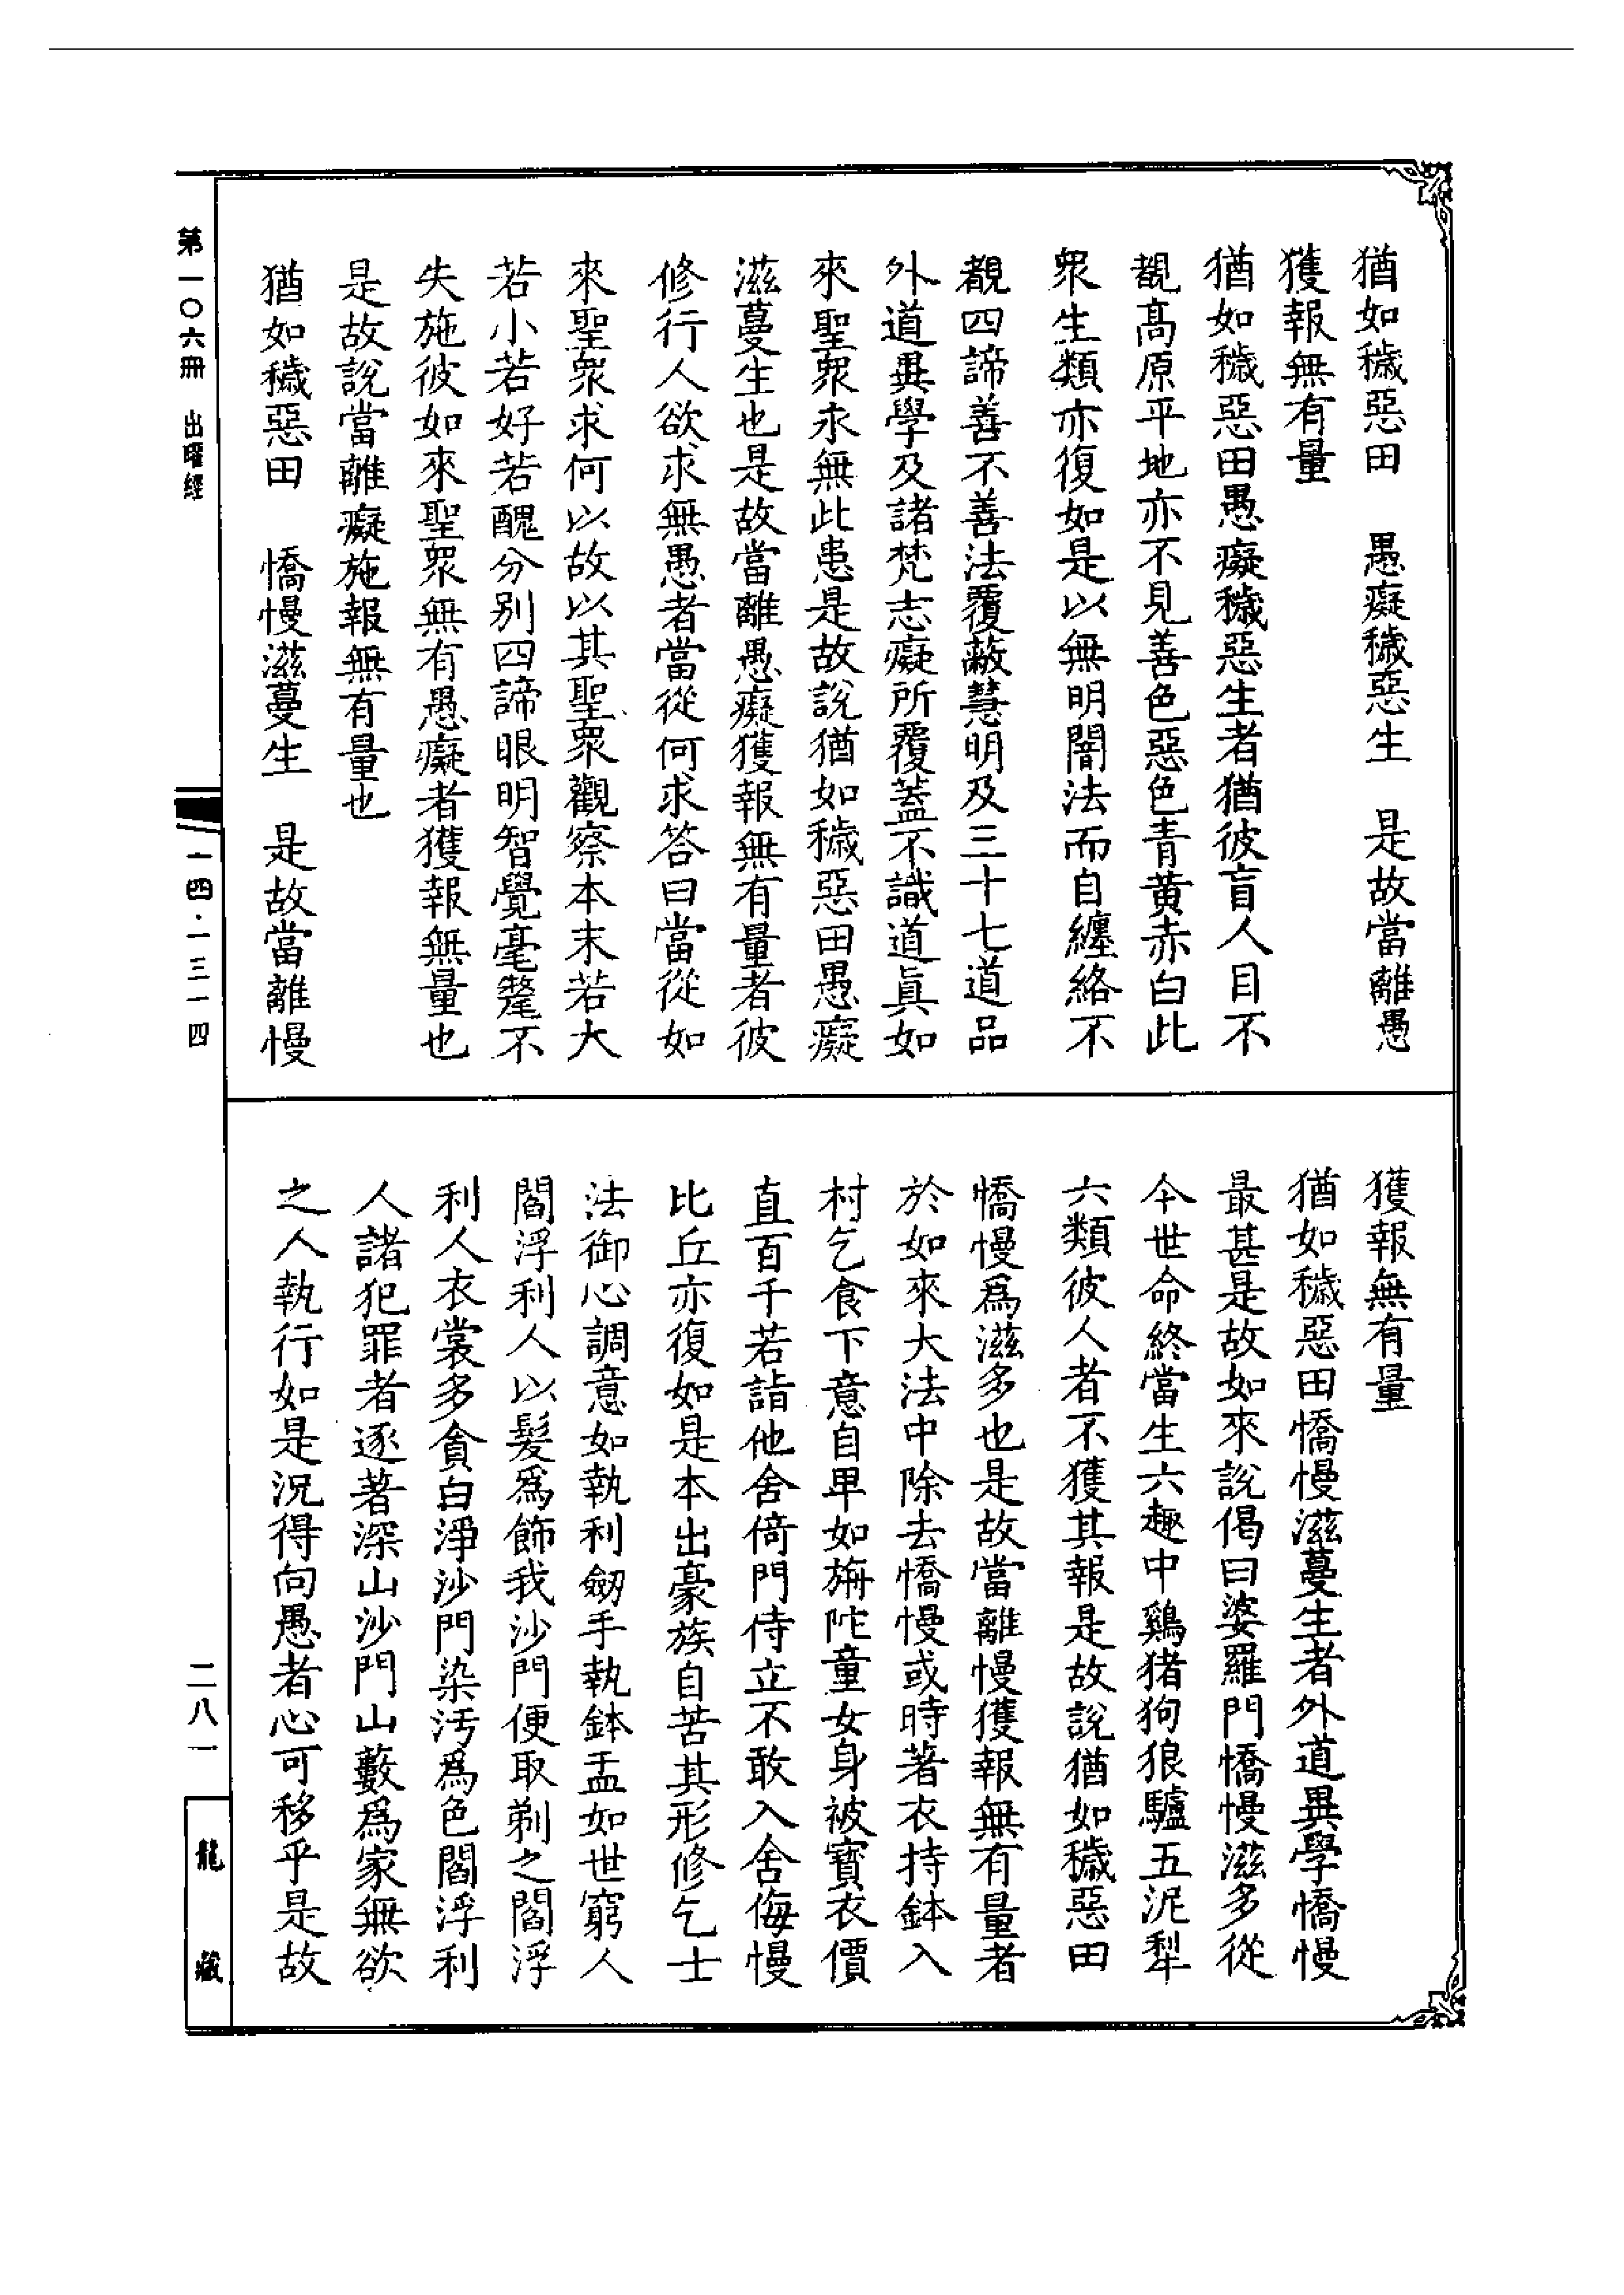 猶如穢惡田　愚癡穢惡生　是故當離愚
獲報無有量
猶如穢惡田愚癡穢惡生者猶彼盲人目不
覩高原平地亦不見善色惡色青黃赤白此
衆生類亦復如是以無明闇法而自纏絡不
覩四諦善不善法覆蔽慧明及三十七道品
外道異學及諸梵志癡所覆蓋不識道眞如
來聖衆永無此患是故說猶如穢惡田愚癡
滋蔓生也是故當離愚癡獲報無有量者彼
修行人欲求無愚者當從何求答曰當從如
來聖衆求何以故以其聖衆觀察本末若大
若小若好若醜分別四諦眼明智覺毫釐不
失施彼如來聖衆無有愚癡者獲報無量也
是故說當離癡施報無有量也
猶如穢惡田　憍慢滋蔓生　是故當離慢
獲報無有量
猶如穢惡田憍慢滋蔓生者外道異學憍慢
最甚是故如來說偈曰婆羅門憍慢滋多從
今世命終當生六趣中鷄猪狗狼驢五泥犁
六類彼人者不獲其報是故說猶如穢惡田
憍慢爲滋多也是故當離慢獲報無有量者
於如來大法中除去憍慢或時著衣持鉢入
村乞食下意自卑如旃陀童女身被寶衣價
直百千若詣他舍倚門侍立不敢入舍侮慢
比丘亦復如是本出豪族自苦其形修乞士
法御心調意如執利劒手執鉢盂如世窮人
閻浮利人以髮爲飾我沙門便取剃之閻浮
利人衣裳多貪白淨沙門染汚爲色閻浮利
人諸犯罪者逐著深山沙門山藪爲家無欲
之人執行如是況得向愚者心可移乎是故
第一〇六冊　出曜經
一四·一三一四
二八一
龍藏